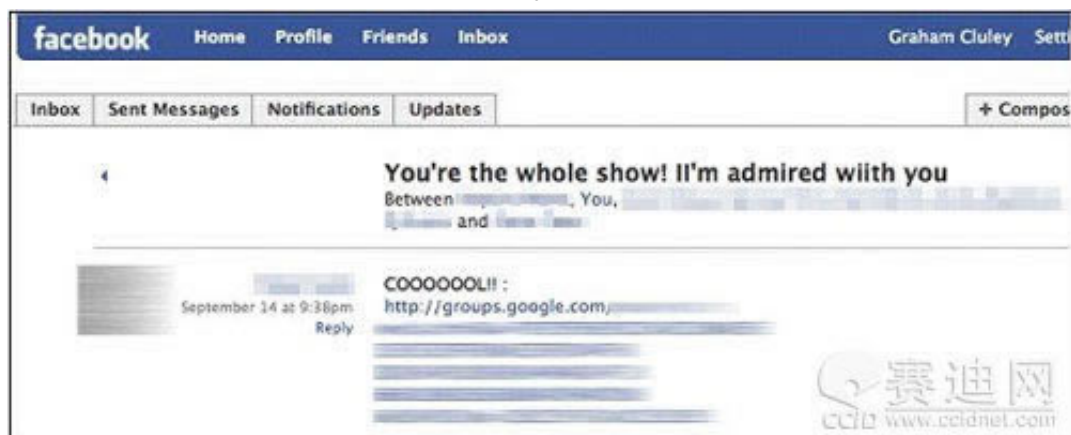 facebook Home Profile Friends Inbox Graham Cluley Setti
Inbox Sent Messages Notifications Updates + Compos
You're the whole show! II'm admired wiith you
Between , You,
and
COOOOOOL!! :
September 14 at 9:38pm http://groups.google.com/
Reply
赛迪网
CCID www.ccidnet.com